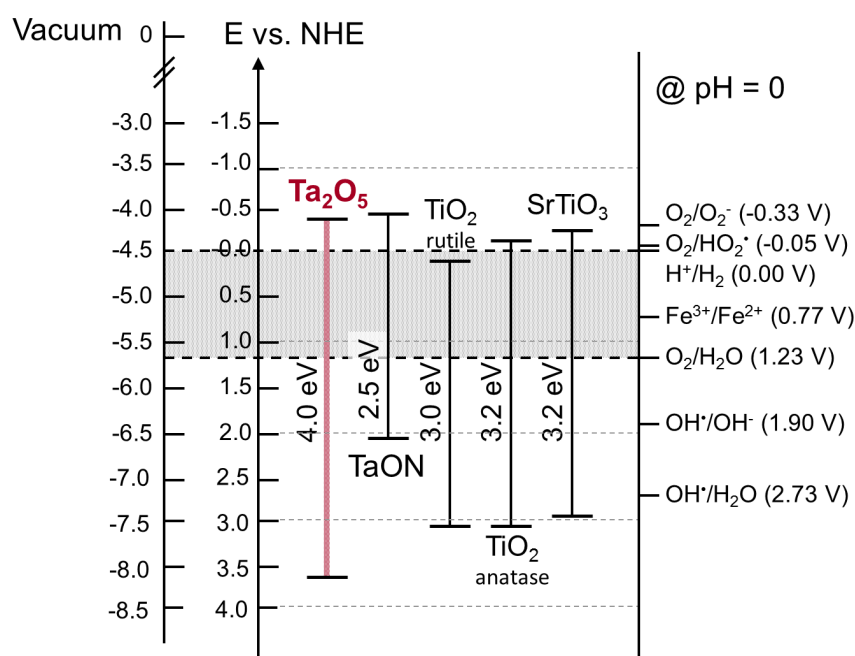 Vacuum 0 E vs. NHE
@ pH = 0
-3.0 -1.5
-3.5 -1.0
-4.0 -0.5
-4.5 -0.0
-5.0 0.5
-5.5 1.0
-6.0 1.5
-6.5 2.0
-7.0 2.5
-7.5 3.0
-8.0 3.5
-8.5 4.0
Ta₂O₅
4.0 eV
2.5 eV
TaON
TiO₂
rutile
3.0 eV
3.2 eV
TiO₂
anatase
SrTiO₃
3.2 eV
O₂/O₂⁻ (-0.33 V)
O₂/HO₂• (-0.05 V)
H⁺/H₂ (0.00 V)
Fe³⁺/Fe²⁺ (0.77 V)
O₂/H₂O (1.23 V)
OH•/OH⁻ (1.90 V)
OH•/H₂O (2.73 V)